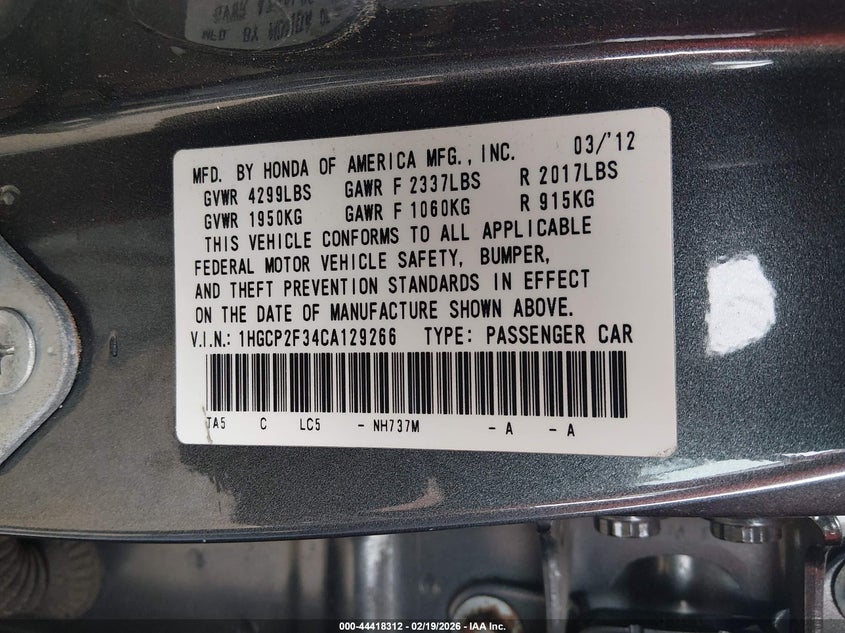 MFD. BY HONDA OF AMERICA MFG., INC. 03/'12
GVWR 4299LBS GAWR F 2337LBS R 2017LBS
GVWR 1950KG GAWR F 1060KG R 915KG
THIS VEHICLE CONFORMS TO ALL APPLICABLE
FEDERAL MOTOR VEHICLE SAFETY, BUMPER,
AND THEFT PREVENTION STANDARDS IN EFFECT
ON THE DATE OF MANUFACTURE SHOWN ABOVE.
V.I.N.: 1HGCP2F34CA129266 TYPE: PASSENGER CAR
TA5 C LC5 - NH737M - A - A
000-44418312 - 02/19/2026 - IAA Inc.